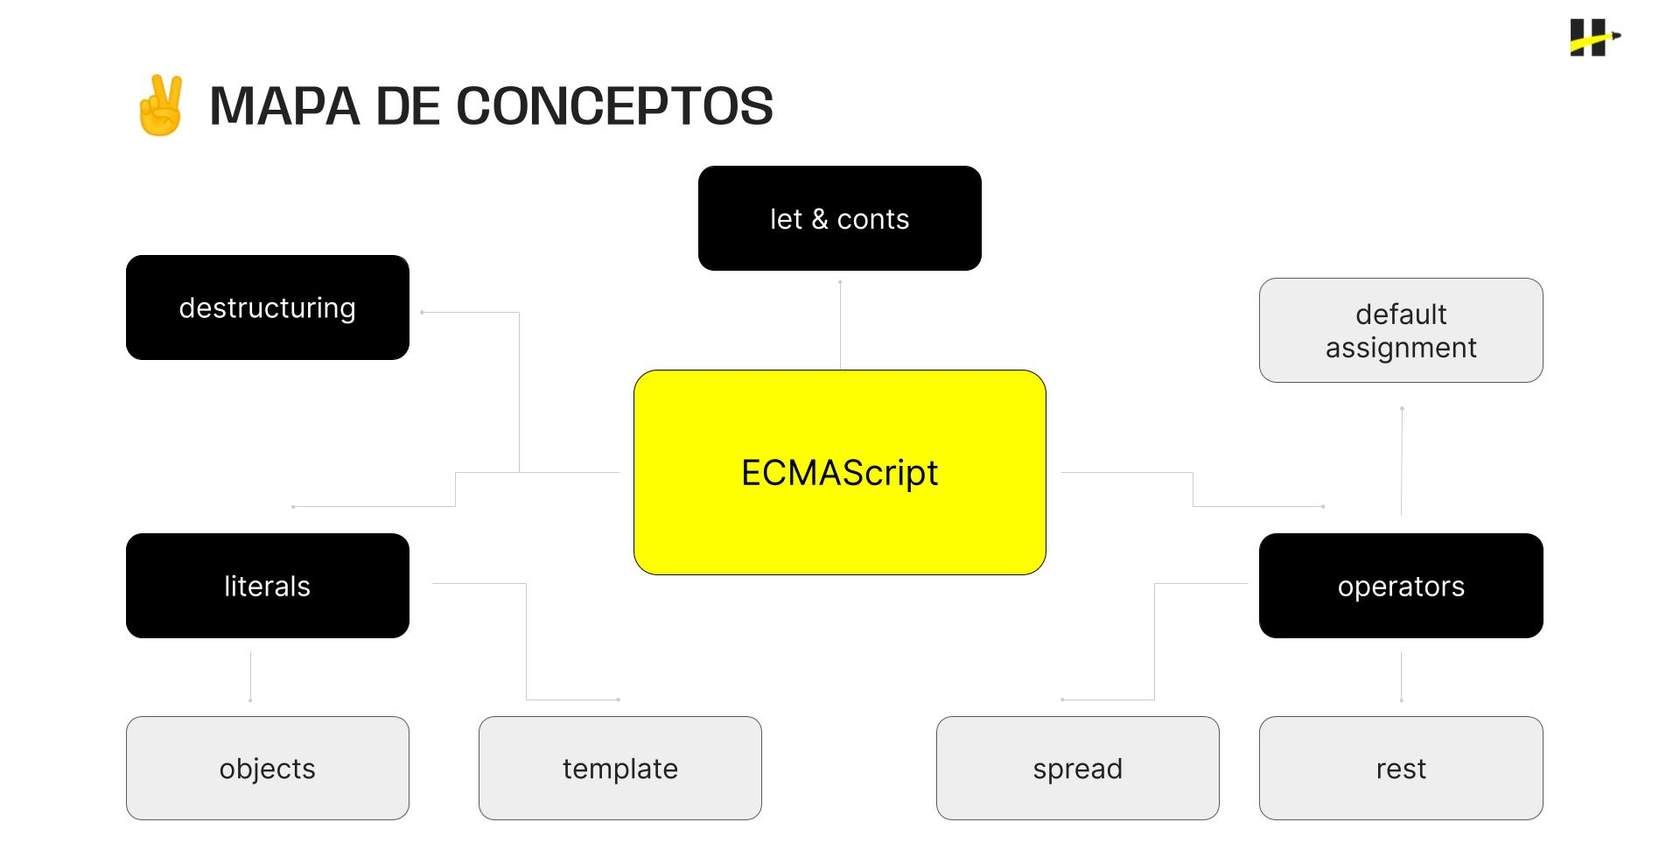 ✌️ MAPA DE CONCEPTOS
let & conts
destructuring
default
assignment
ECMAScript
literals
operators
objects
template
spread
rest